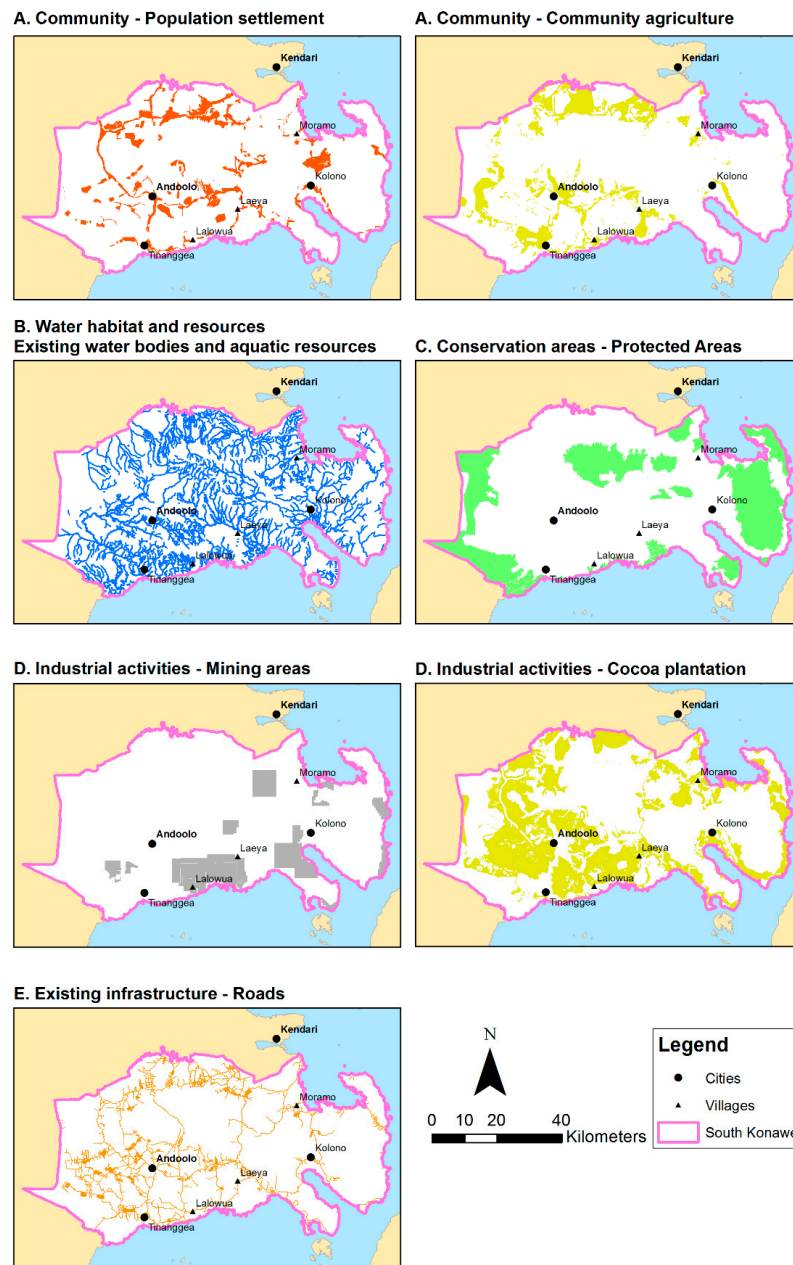 A. Community - Population settlement
Kendari
Moramo
Andoolo
Kolono
Laeya
Lalowua
Tinanggea
A. Community - Community agriculture
Kendari
Moramo
Andoolo
Kolono
Laeya
Lalowua
Tinanggea
B. Water habitat and resources
Existing water bodies and aquatic resources
Kendari
Moramo
Andoolo
Kolono
Laeya
Lalowua
Tinanggea
C. Conservation areas - Protected Areas
Kendari
Moramo
Andoolo
Kolono
Laeya
Lalowua
Tinanggea
D. Industrial activities - Mining areas
Kendari
Moramo
Andoolo
Kolono
Laeya
Lalowua
Tinanggea
D. Industrial activities - Cocoa plantation
Kendari
Moramo
Andoolo
Kolono
Laeya
Lalowua
Tinanggea
E. Existing infrastructure - Roads
Kendari
Moramo
Andoolo
Kolono
Laeya
Lalowua
Tinanggea
N
0 10 20 40
Kilometers
Legend
Cities
Villages
South Konawe